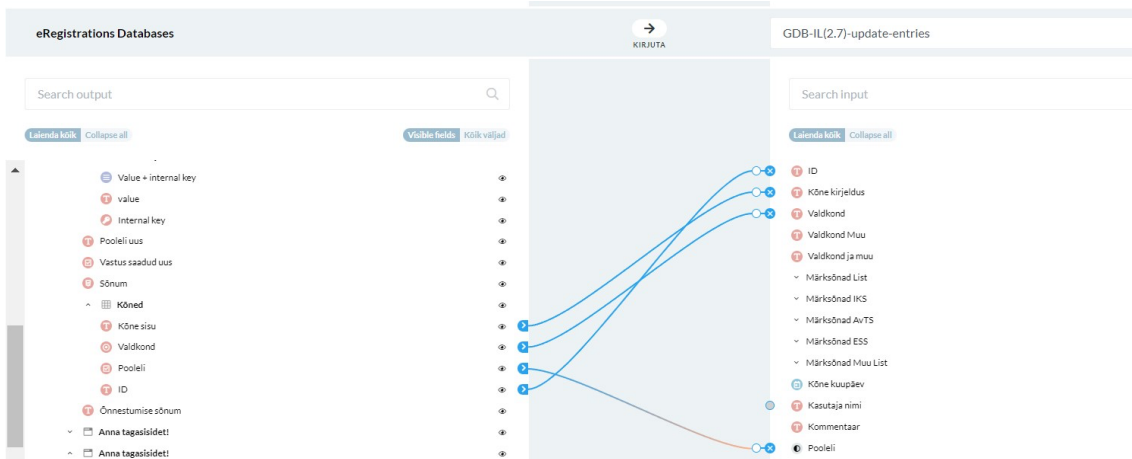 eRegistrations Databases
KIRJUTA
GDB-IL(2.7)-update-entries
Search output
Search input
Laienda kõik Collapse all
Visible fields Kõik väljad
Laienda kõik Collapse all
Value + internal key
value
Internal key
Pooleli uus
Vastus saadud uus
Sõnum
Kõned
Kõne sisu
Valdkond
Pooleli
ID
Õnnestumise sõnum
Anna tagasisidet!
Anna tagasisidet!
ID
Kõne kirjeldus
Valdkond
Valdkond Muu
Valdkond ja muu
Märksõnad List
Märksõnad IKS
Märksõnad AvTS
Märksõnad ESS
Märksõnad Muu List
Kõne kuupäev
Kasutaja nimi
Kommentaar
Pooleli